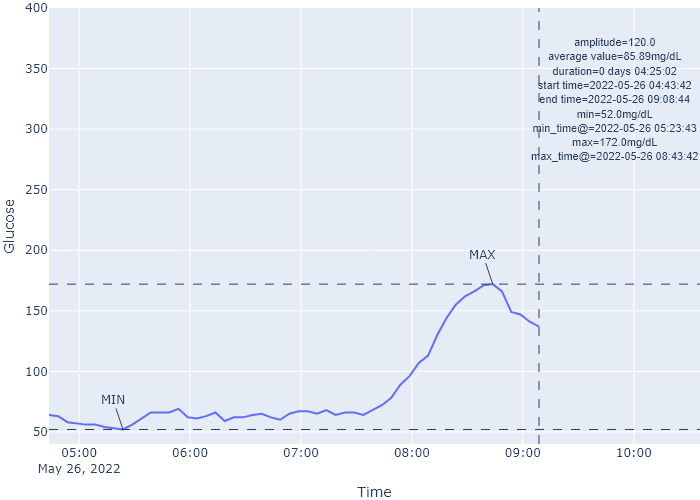 400
350
300
250
200
150
100
50
Glucose
amplitude=120.0
average value=85.89mg/dL
duration=0 days 04:25:02
start time=2022-05-26 04:43:42
end time=2022-05-26 09:08:44
min=52.0mg/dL
min_time@=2022-05-26 05:23:43
max=172.0mg/dL
max_time@=2022-05-26 08:43:42
MAX
MIN
05:00 06:00 07:00 08:00 09:00 10:00
May 26, 2022
Time